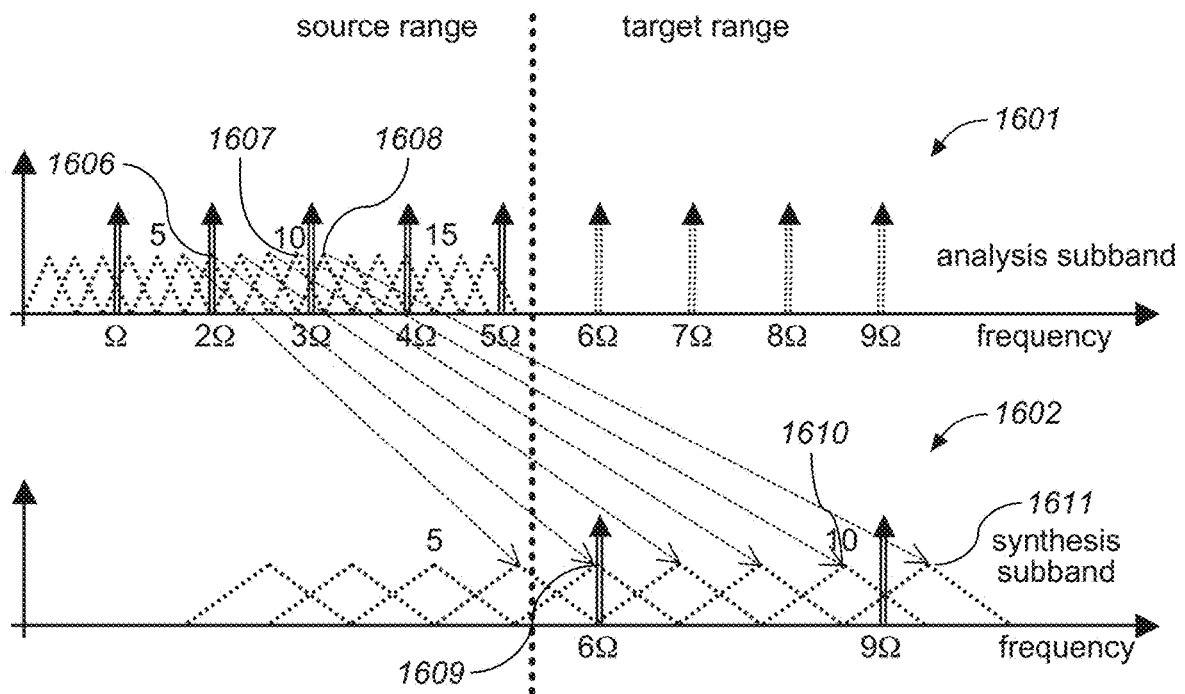 source range
target range
1601
1606
1607
1608
5
10
15
analysis subband
Ω 2Ω 3Ω 4Ω 5Ω 6Ω 7Ω 8Ω 9Ω frequency
1602
1610
1611
5
10
synthesis
subband
6Ω 9Ω frequency
1609